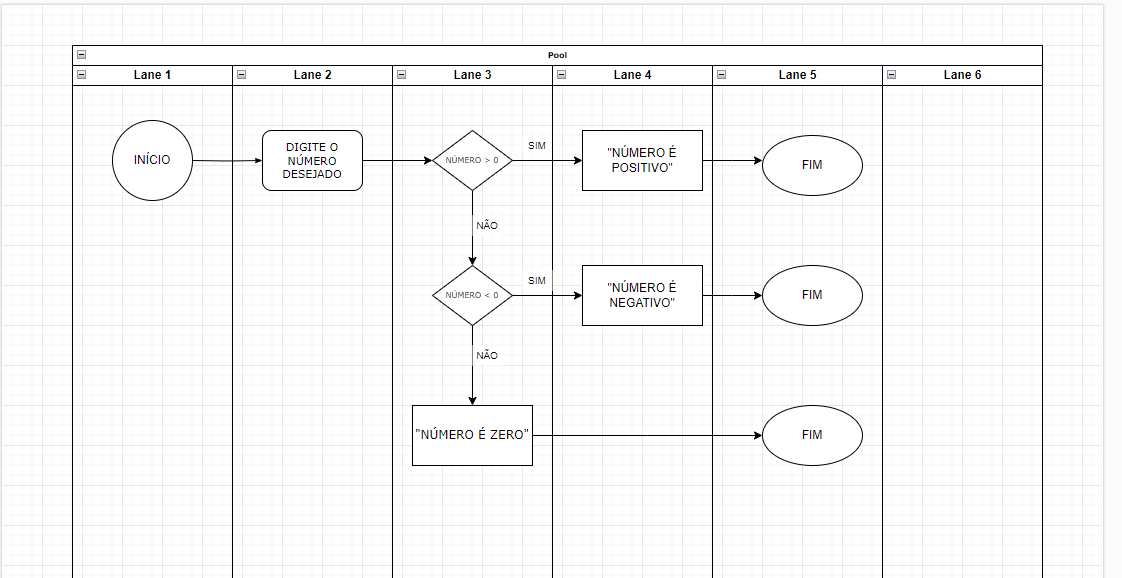 Pool
Lane 1
Lane 2
Lane 3
Lane 4
Lane 5
Lane 6
INÍCIO
DIGITE O
NÚMERO
DESEJADO
NÚMERO > 0
SIM
"NÚMERO É
POSITIVO"
FIM
NÃO
NÚMERO < 0
SIM
"NÚMERO É
NEGATIVO"
FIM
NÃO
"NÚMERO É ZERO"
FIM